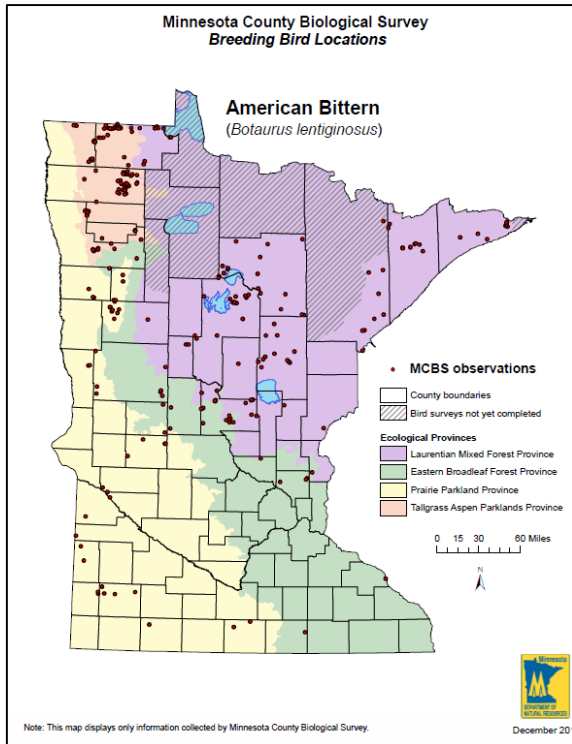 Minnesota County Biological Survey
Breeding Bird Locations
American Bittern
(Botaurus lentiginosus)
MCBS observations
County boundaries
Bird surveys not yet completed
Ecological Provinces
Laurentian Mixed Forest Province
Eastern Broadleaf Forest Province
Prairie Parkland Province
Tallgrass Aspen Parklands Province
0 15 30 60 Miles
N
Minnesota
DEPARTMENT OF
NATURAL RESOURCES
Note: This map displays only information collected by Minnesota County Biological Survey.
December 201